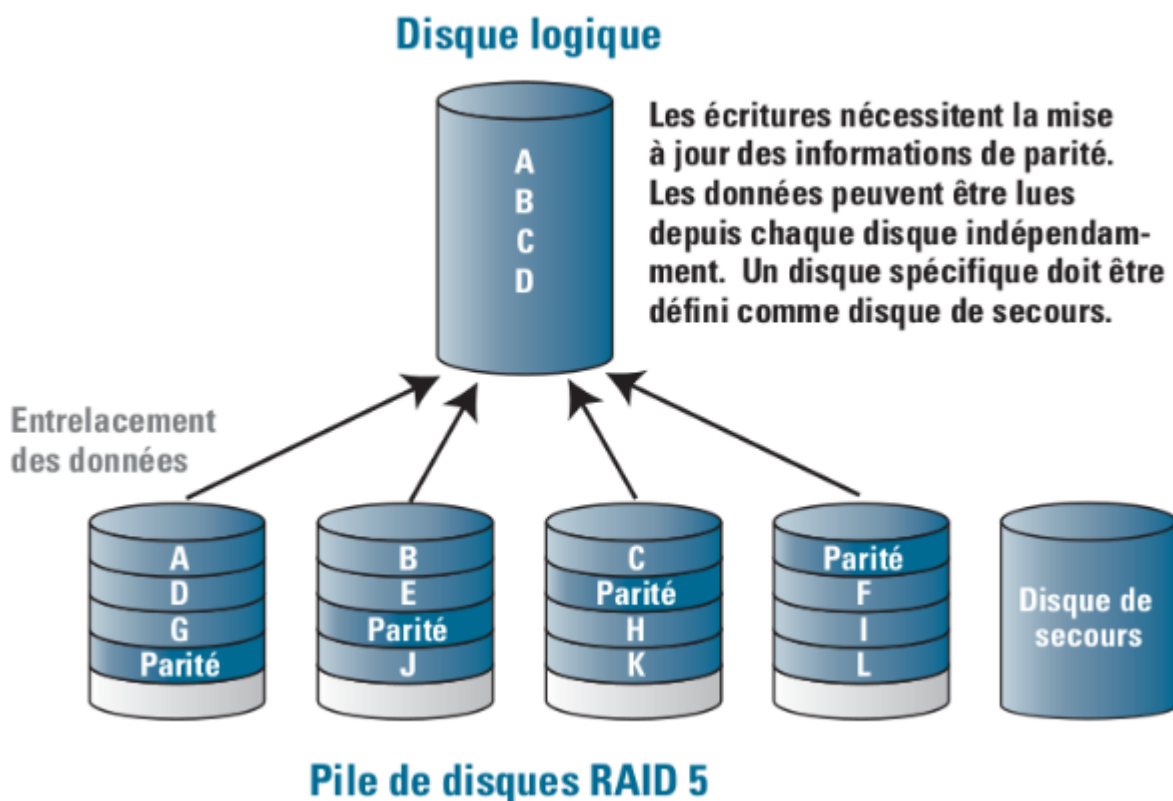 Disque logique
Les écritures nécessitent la mise
à jour des informations de parité.
Les données peuvent être lues
depuis chaque disque indépendam-
ment. Un disque spécifique doit être
défini comme disque de secours.
A
B
C
D
Entrelacement
des données
A
D
G
Parité
B
E
Parité
J
C
Parité
H
K
Parité
F
I
L
Disque de
secours
Pile de disques RAID 5